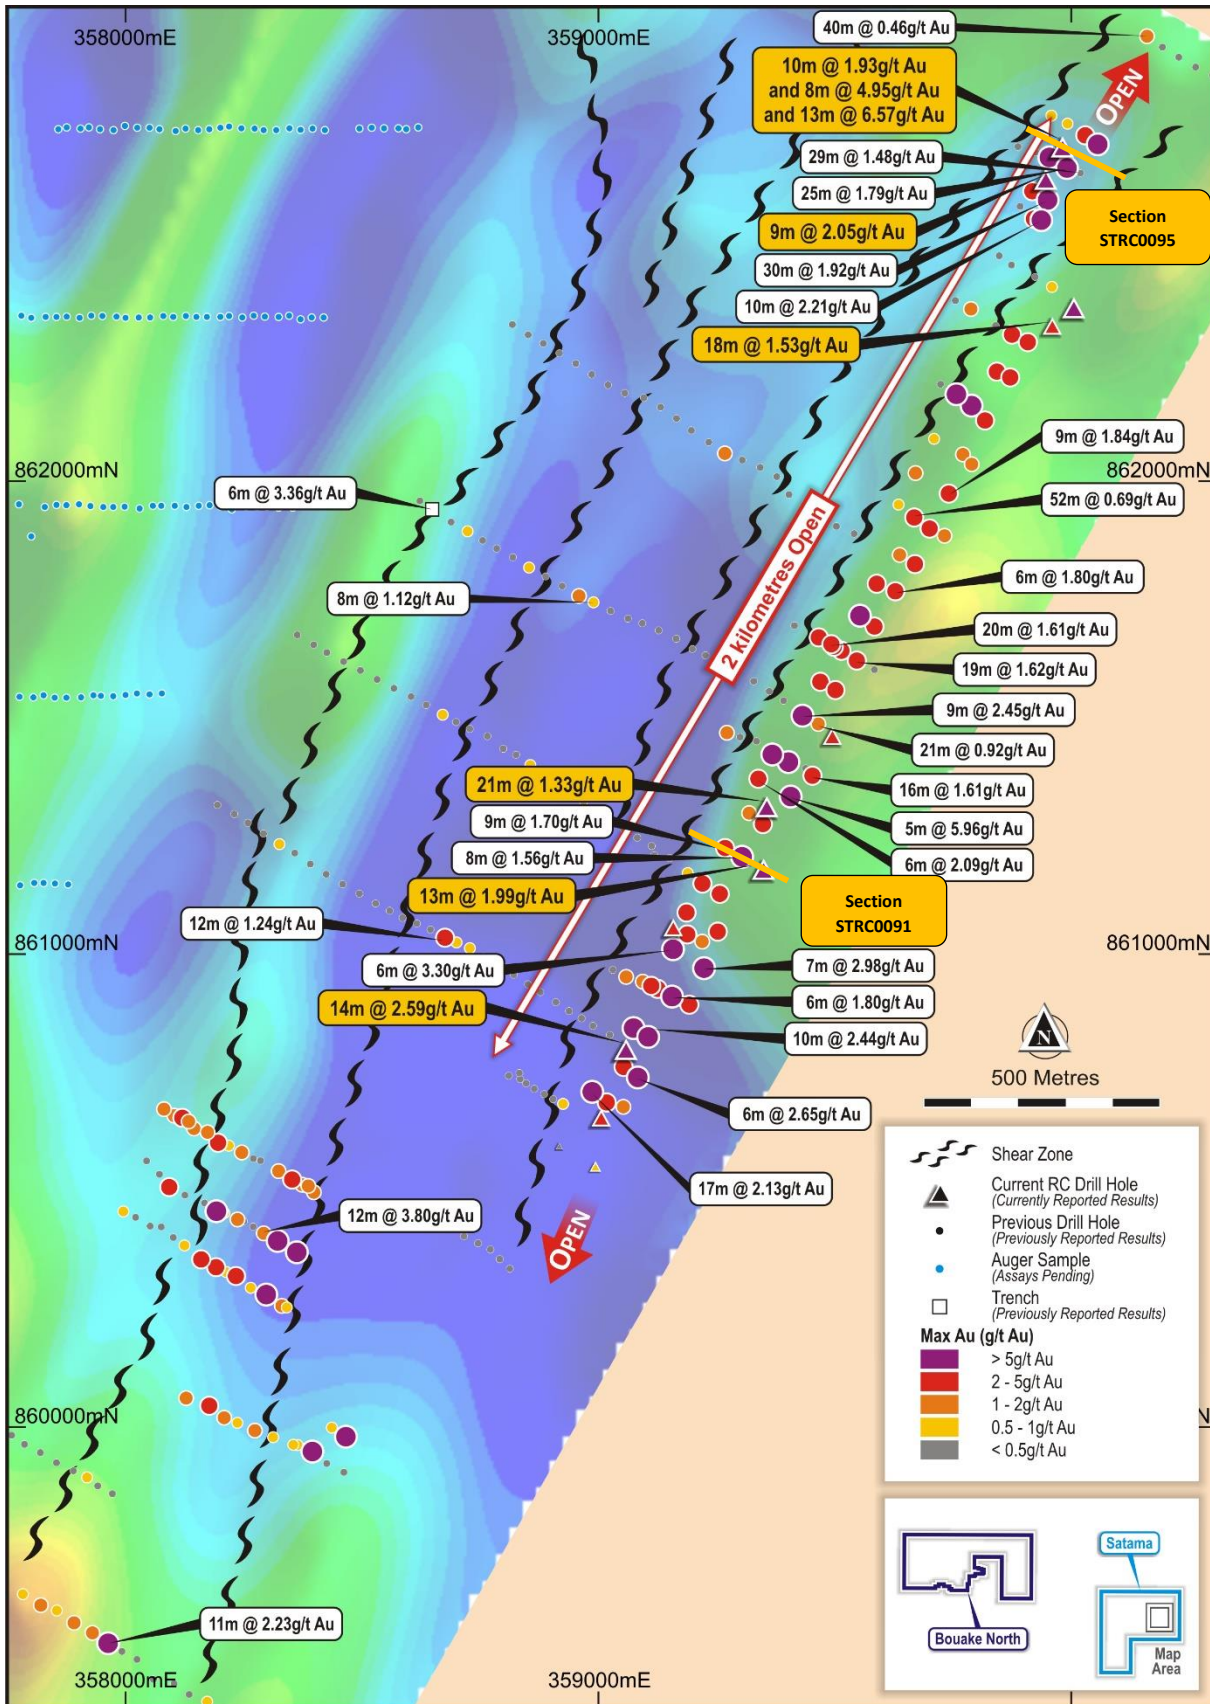 358000mE
359000mE
40m @ 0.46g/t Au
10m @ 1.93g/t Au
and 8m @ 4.95g/t Au
and 13m @ 6.57g/t Au
OPEN
29m @ 1.48g/t Au
25m @ 1.79g/t Au
9m @ 2.05g/t Au
Section
STRC0095
30m @ 1.92g/t Au
10m @ 2.21g/t Au
18m @ 1.53g/t Au
9m @ 1.84g/t Au
862000mN
862000mN
6m @ 3.36g/t Au
52m @ 0.69g/t Au
2 kilometres Open
6m @ 1.80g/t Au
8m @ 1.12g/t Au
20m @ 1.61g/t Au
19m @ 1.62g/t Au
9m @ 2.45g/t Au
21m @ 0.92g/t Au
21m @ 1.33g/t Au
16m @ 1.61g/t Au
9m @ 1.70g/t Au
5m @ 5.96g/t Au
8m @ 1.56g/t Au
6m @ 2.09g/t Au
13m @ 1.99g/t Au
Section
STRC0091
12m @ 1.24g/t Au
861000mN
861000mN
6m @ 3.30g/t Au
7m @ 2.98g/t Au
14m @ 2.59g/t Au
6m @ 1.80g/t Au
10m @ 2.44g/t Au
N
500 Metres
6m @ 2.65g/t Au
17m @ 2.13g/t Au
12m @ 3.80g/t Au
OPEN
Shear Zone
Current RC Drill Hole
(Currently Reported Results)
Previous Drill Hole
(Previously Reported Results)
Auger Sample
(Assays Pending)
Trench
(Previously Reported Results)
Max Au (g/t Au)
> 5g/t Au
2 - 5g/t Au
1 - 2g/t Au
0.5 - 1g/t Au
< 0.5g/t Au
860000mN
N
11m @ 2.23g/t Au
Satama
Bouake North
Map
Area
358000mE
359000mE